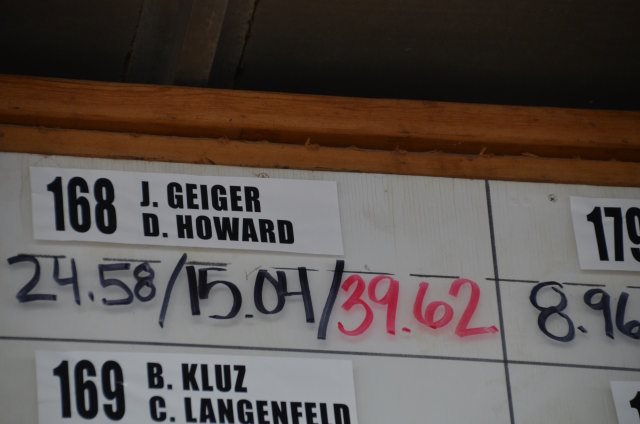 168 J. GEIGER
D. HOWARD
24.58/15.04/39.62
179
8.96
169 B. KLUZ
C. LANGENFELD